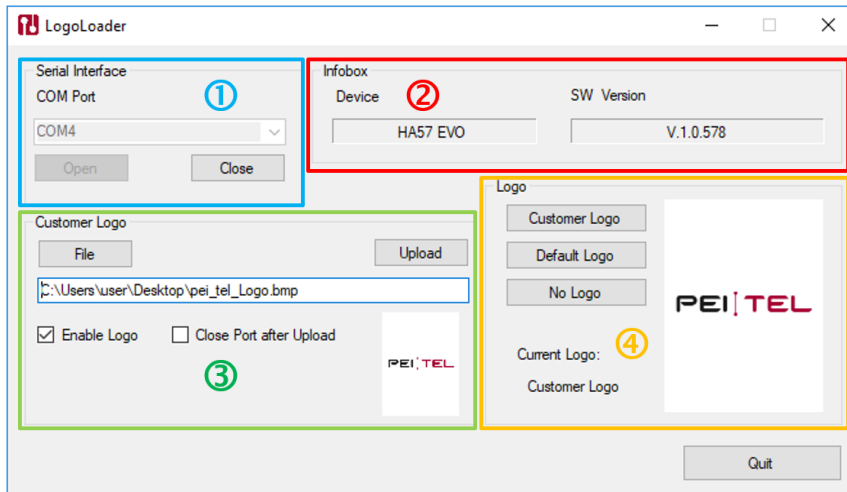 LogoLoader
Serial Interface
COM Port
①
COM4
Open
Close
Infobox
Device
②
SW Version
HA57 EVO
V.1.0.578
Customer Logo
File
Upload
C:\Users\user\Desktop\pei_tel_Logo.bmp
Enable Logo
Close Port after Upload
③
PEI TEL
Logo
Customer Logo
Default Logo
No Logo
PEI TEL
Current Logo:
④
Customer Logo
Quit